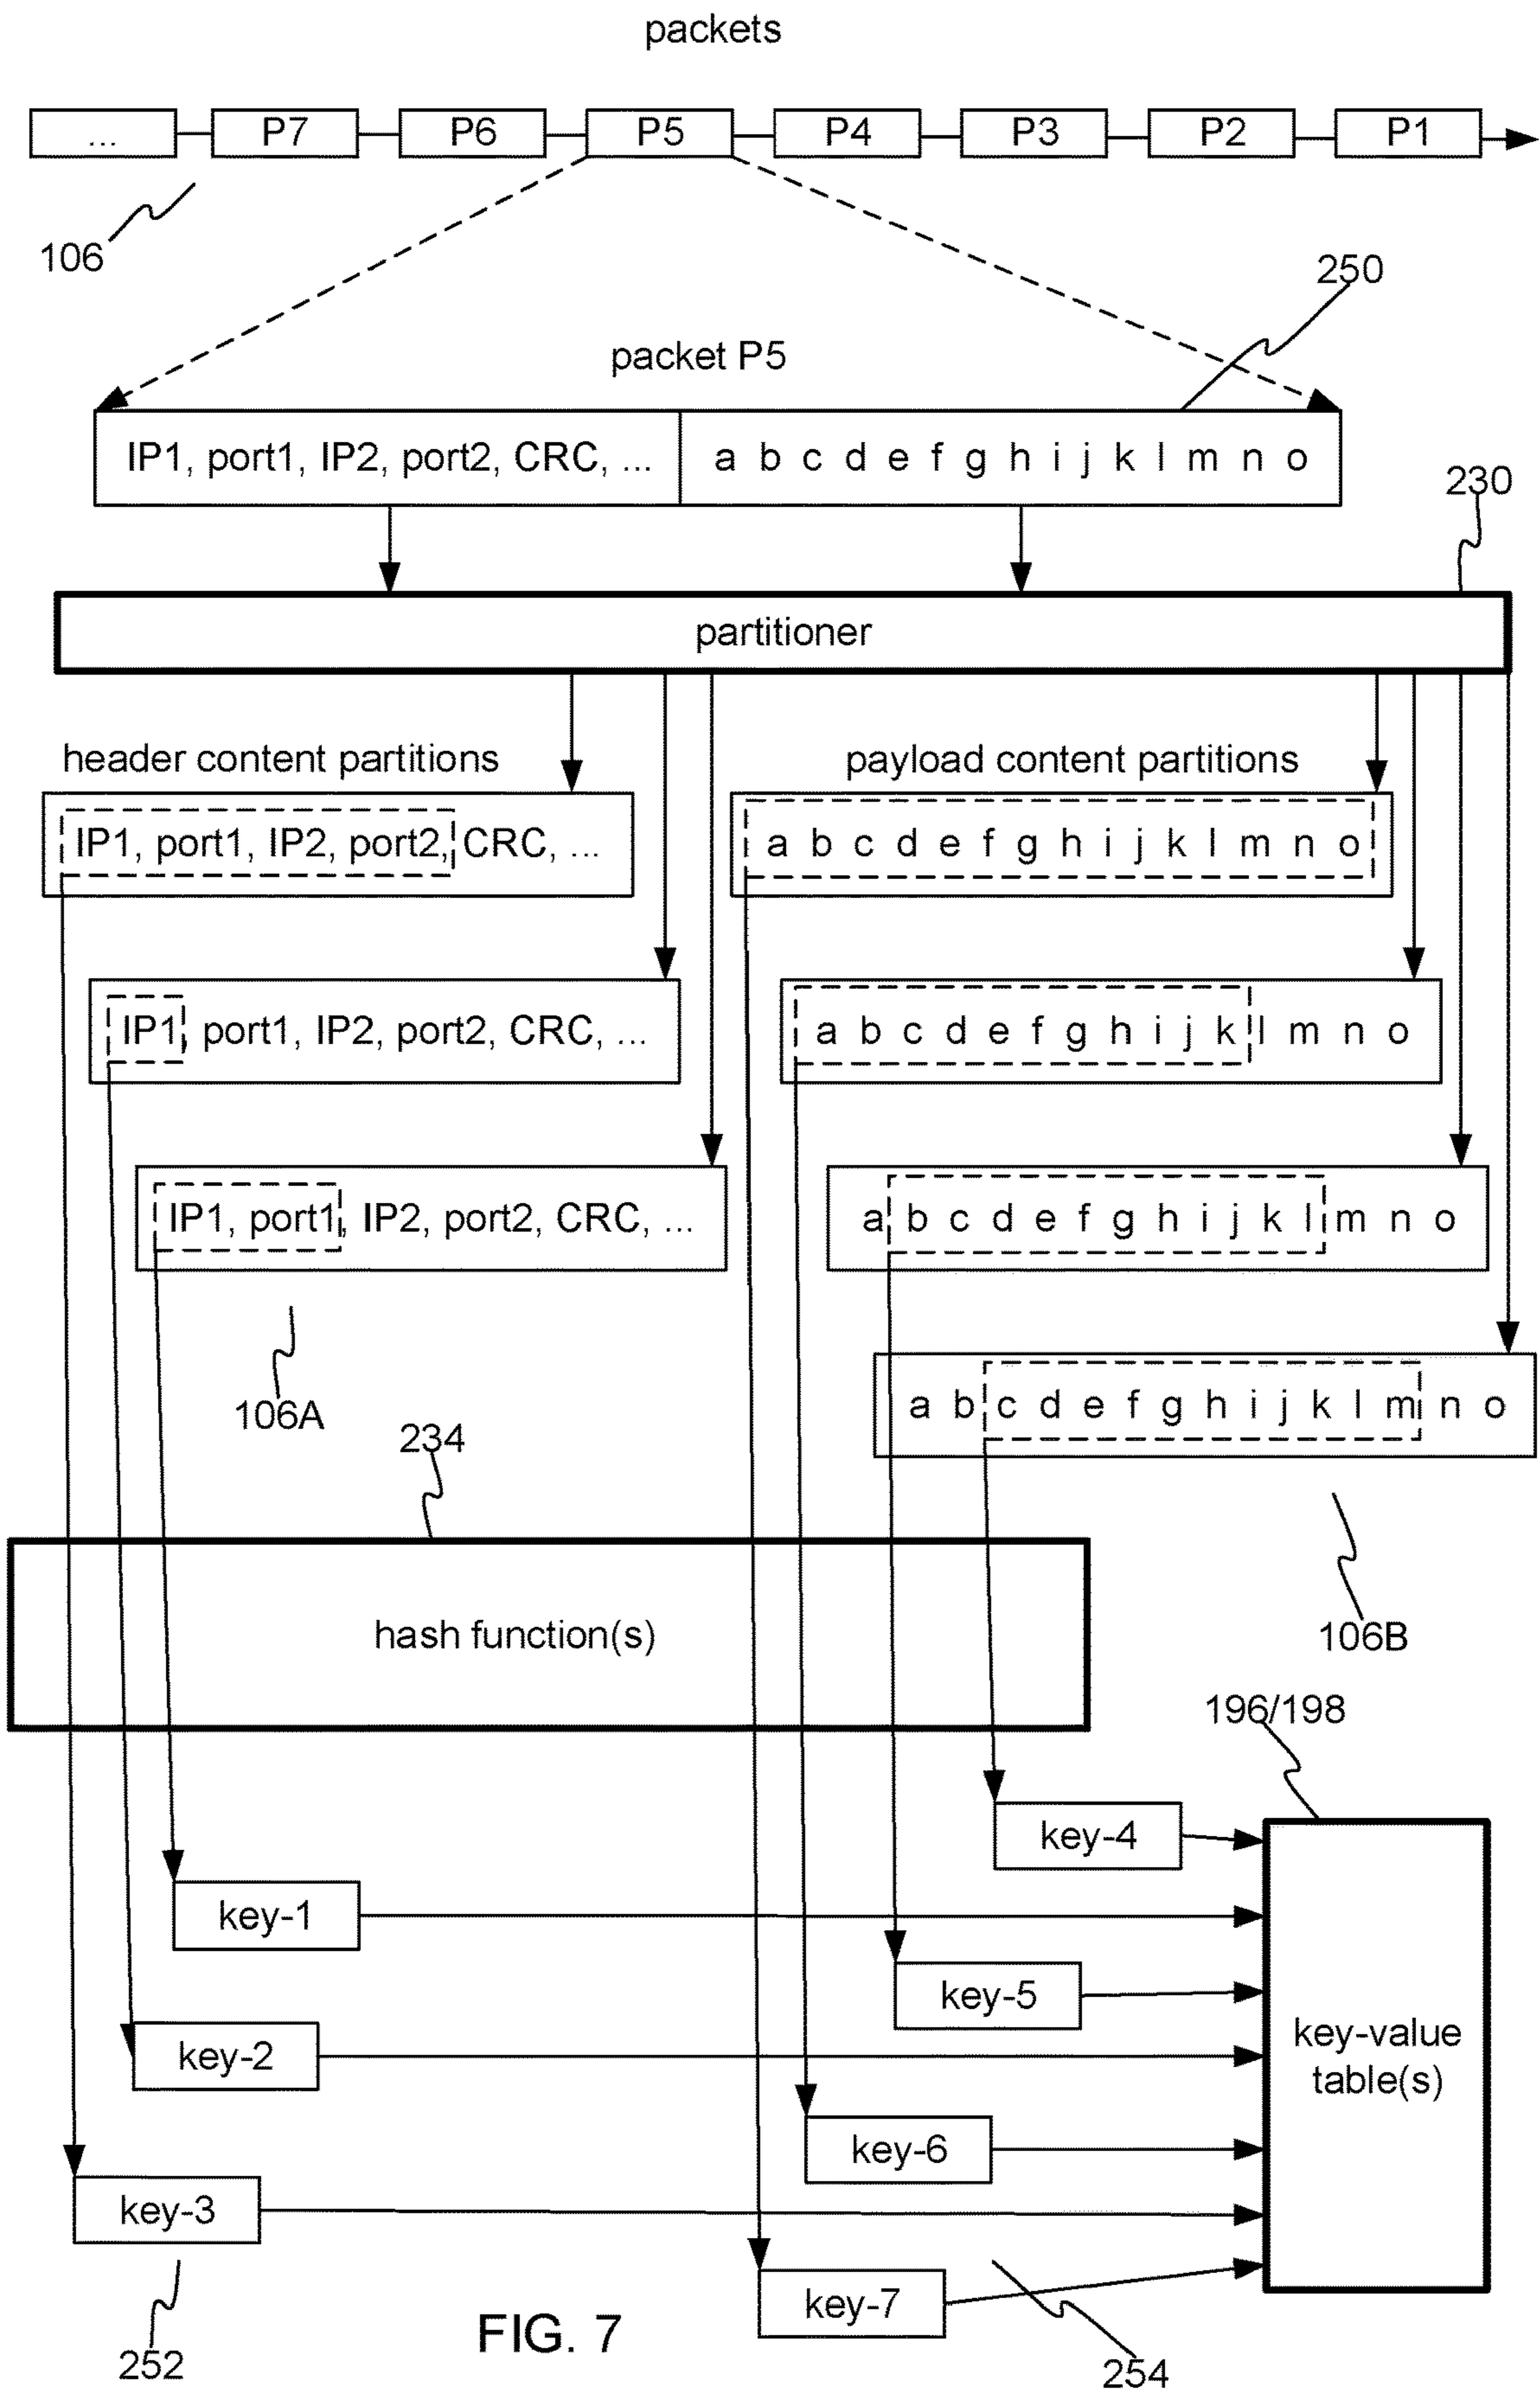 packets
... P7 P6 P5 P4 P3 P2 P1
106
250
packet P5
IP1, port1, IP2, port2, CRC, ... a b c d e f g h i j k l m n o
230
partitioner
header content partitions payload content partitions
IP1, port1, IP2, port2, CRC, ... a b c d e f g h i j k l m n o
IP1, port1, IP2, port2, CRC, ... a b c d e f g h i j k l m n o
IP1, port1, IP2, port2, CRC, ... a b c d e f g h i j k l m n o
a b c d e f g h i j k l m n o
106A
234
hash function(s)
106B
196/198
key-4
key-1
key-5
key-value
table(s)
key-2
key-6
key-3
key-7
FIG. 7
252
254